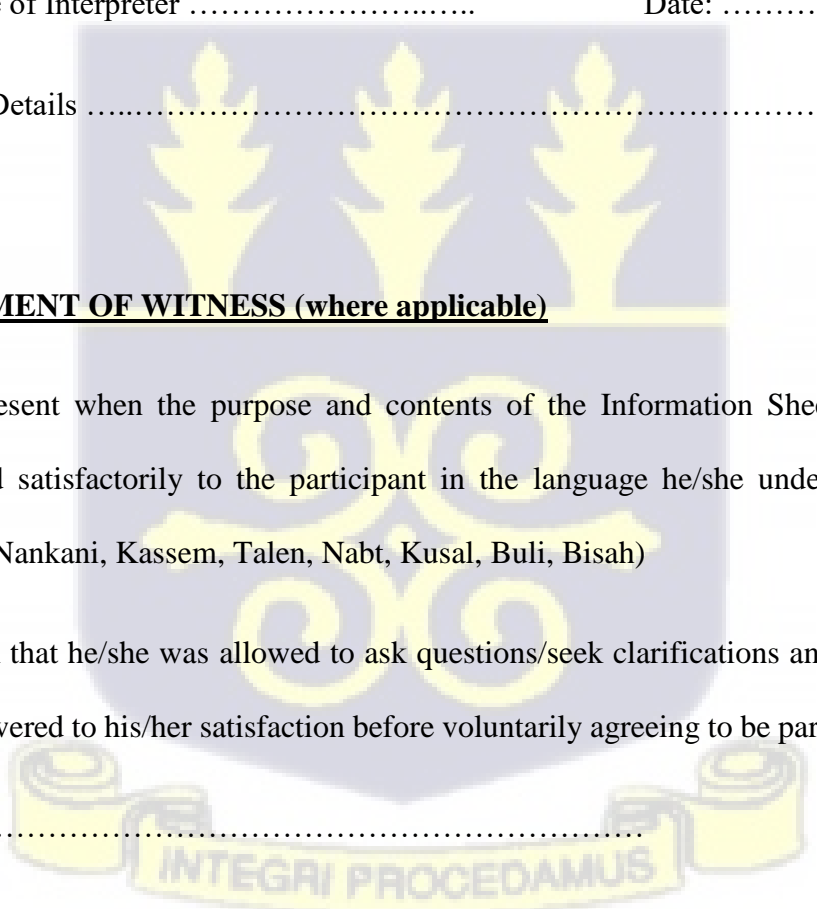 of Interpreter …………………..….. Date: ………
Details …..…………………………………………………………
MENT OF WITNESS (where applicable)
esent when the purpose and contents of the Information Shee
d satisfactorily to the participant in the language he/she unde
Nankani, Kassem, Talen, Nabt, Kusal, Buli, Bisah)
that he/she was allowed to ask questions/seek clarifications an
vered to his/her satisfaction before voluntarily agreeing to be par
……………………………………………………
INTEGRI PROCEDAMUS